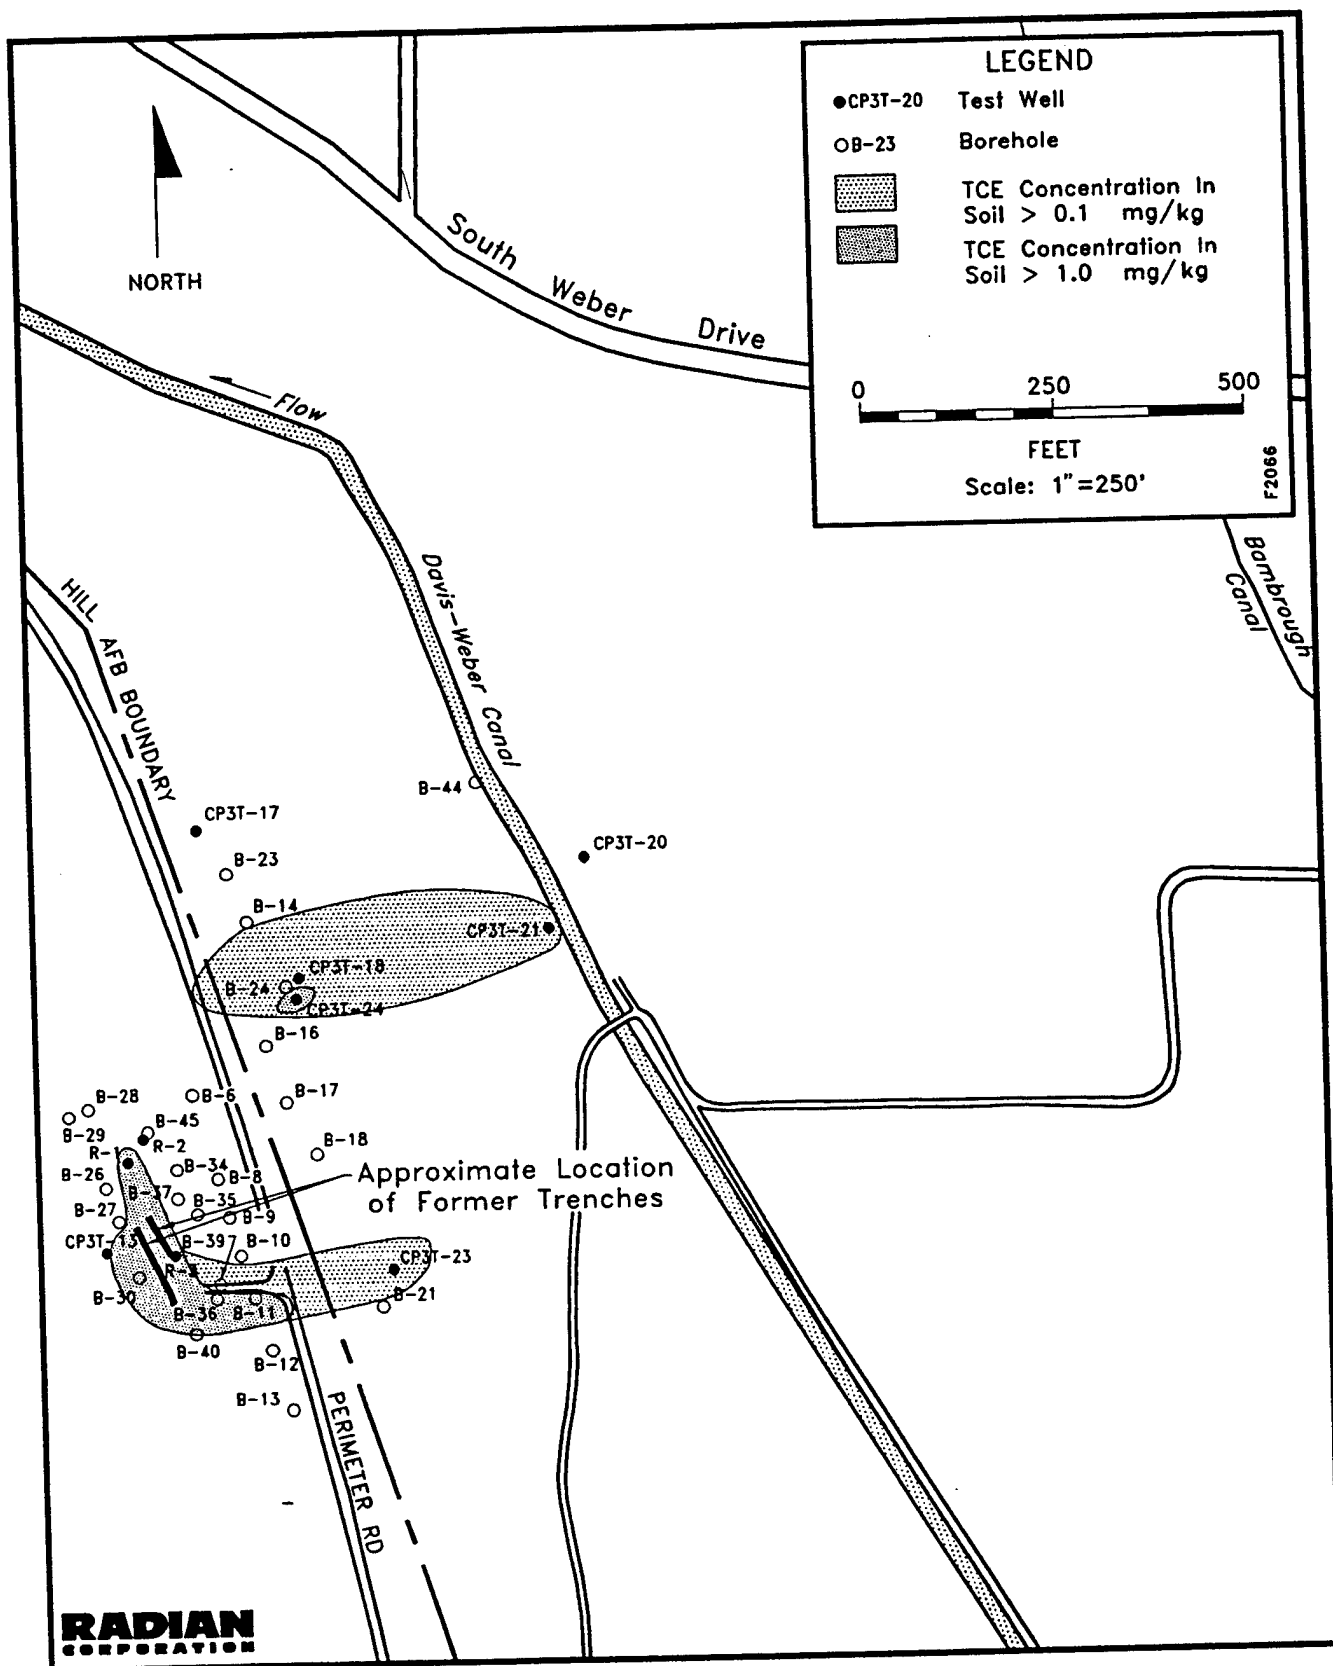 LEGEND
CP3T-20 Test Well
B-23 Borehole
TCE Concentration In
Soil > 0.1 mg/kg
TCE Concentration In
Soil > 1.0 mg/kg
0 250 500
FEET
Scale: 1"=250'
F2066
NORTH
South Weber Drive
Flow
Davis-Weber Canal
Bambrough
Canal
HILL AFB BOUNDARY
B-44
CP3T-17
CP3T-20
B-23
B-14
CP3T-21
CP3T-18
B-24
CP3T-24
B-16
B-28
B-6
B-17
B-29
B-45
R-1
R-2
B-18
B-34
B-26
B-8
Approximate Location
of Former Trenches
B-37
B-35
B-27
B-9
CP3T-13
B-397
B-10
CP3T-23
R-3
B-30
B-36
B-11
B-21
B-40
B-12
B-13
PERIMETER RD
RADIAN
CORPORATION